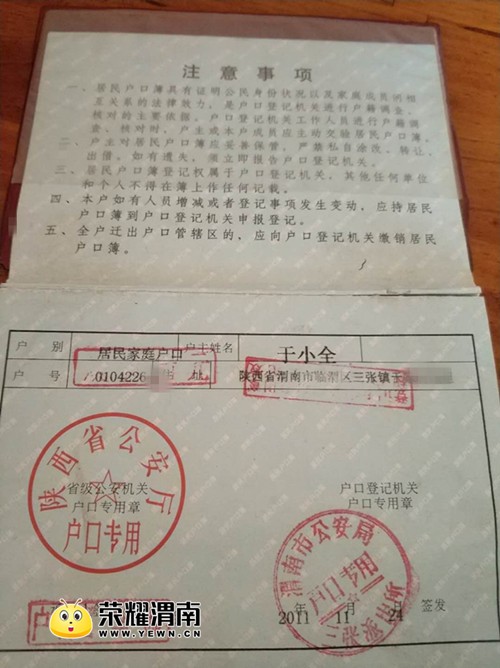 注意事项
一、居民户口簿具有证明公民身份状况以及家庭成员间相
互关系的法律效力，是户口登记机关进行户籍调查、
核对的主要依据。户口登记机关工作人员进行户籍调
查、核对时，户主或本户成员应主动交验居民户口簿。
二、户主对居民户口簿应妥善保管，严禁私自涂改、转让、
出借。如有遗失，须立即报告户口登记机关。
三、居民户口簿登记权属于户口登记机关，其他任何单位
和个人不得在簿上作任何记载。
四、本户如有人员增减或者登记事项发生变动，应持居民
户口簿到户口登记机关申报登记。
五、全户迁出户口管辖区的，应向户口登记机关缴销居民
户口簿。
户 别 居民家庭户口 户主姓名 于小全
户 号 0104226 住 址 陕西省渭南市临渭区三张镇于
陕西省公安厅
户口专用
省级公安机关
户口专用章
户口登记机关
户口专用章
渭南市公安局
户口专用
三张
2011 年 11 月 24 日 签发
荣耀渭南
WWW.YEWN.CN